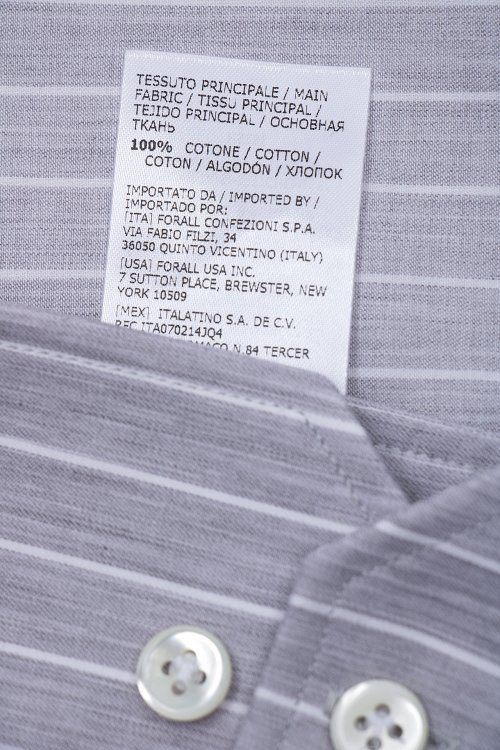 TESSUTO PRINCIPALE / MAIN
FABRIC / TISSU PRINCIPAL /
TEJIDO PRINCIPAL / ОСНОВНАЯ
ТКАНЬ
100% COTONE / COTTON /
COTON / ALGODÓN / ХЛОПОК
IMPORTATO DA / IMPORTED BY /
IMPORTADO POR:
[ITA] FORALL CONFEZIONI S.P.A.
VIA FABIO FILZI, 34
36050 QUINTO VICENTINO (ITALY)
[USA] FORALL USA INC.
7 SUTTON PLACE, BREWSTER, NEW
YORK 10509
[MEX] ITALATINO S.A. DE C.V.
RFC ITA070214JQ4
N.84 TERCER